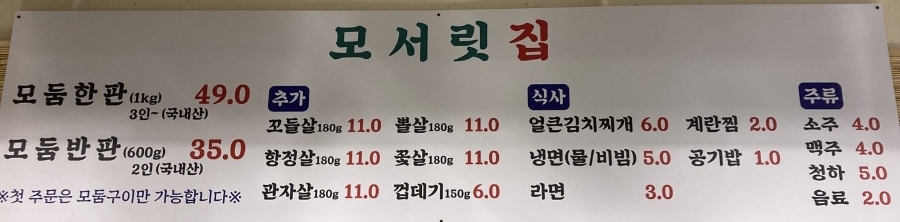 모서릿집
모둠한판(1kg) 49.0
3인~(국내산)
모둠반판(600g) 35.0
2인(국내산)
※첫 주문은 모둠구이만 가능합니다※
추가
꼬들살180g 11.0 뽈살180g 11.0
항정살180g 11.0 꽃살180g 11.0
관자살180g 11.0 껍데기150g 6.0
식사
얼큰김치찌개 6.0 계란찜 2.0
냉면(물/비빔) 5.0 공기밥 1.0
라면 3.0
주류
소주 4.0
맥주 4.0
청하 5.0
음료 2.0